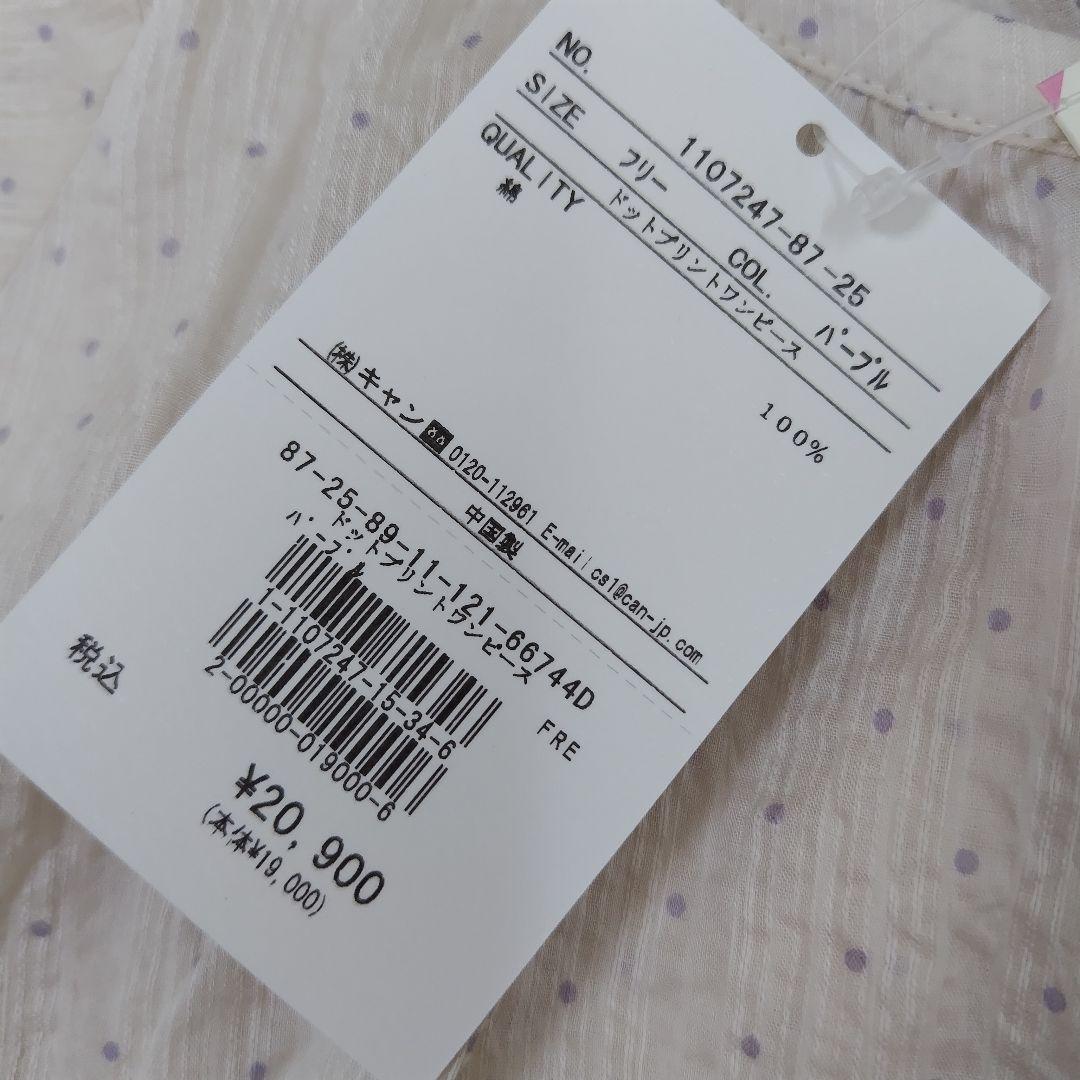 NO. 1107247-87-25
SIZE フリー COL. パープル
QUALITY ドットプリントワンピース
綿 100%
㈱キャン 0120-112961 E-mail:cs1@can-jp.com
中国製
87-25-89-11-121-66744D
ドットプリントワンピース
パープル FRE
1-1107247-15-34-6
2-00000-019000-6
税込 ¥20,900
(本体¥19,000)